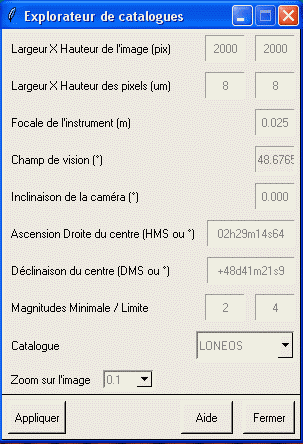 Explorateur de catalogues
Largeur X Hauteur de l'image (pix) 2000 2000
Largeur X Hauteur des pixels (um) 8 8
Focale de l'instrument (m) 0.025
Champ de vision (°) 48.6765
Inclinaison de la caméra (°) 0.000
Ascension Droite du centre (HMS ou °) 02h29m14s64
Déclinaison du centre (DMS ou °) +48d41m21s9
Magnitudes Minimale / Limite 2 4
Catalogue LONEOS
Zoom sur l'image 0.1
Appliquer Aide Fermer